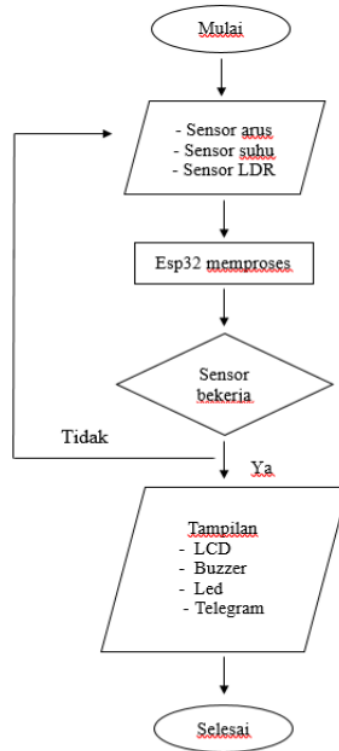 Mulai
- Sensor arus
- Sensor suhu
- Sensor LDR
Esp32 memproses
Sensor
bekerja
Tidak
Ya
Tampilan
- LCD
- Buzzer
- Led
- Telegram
Selesai